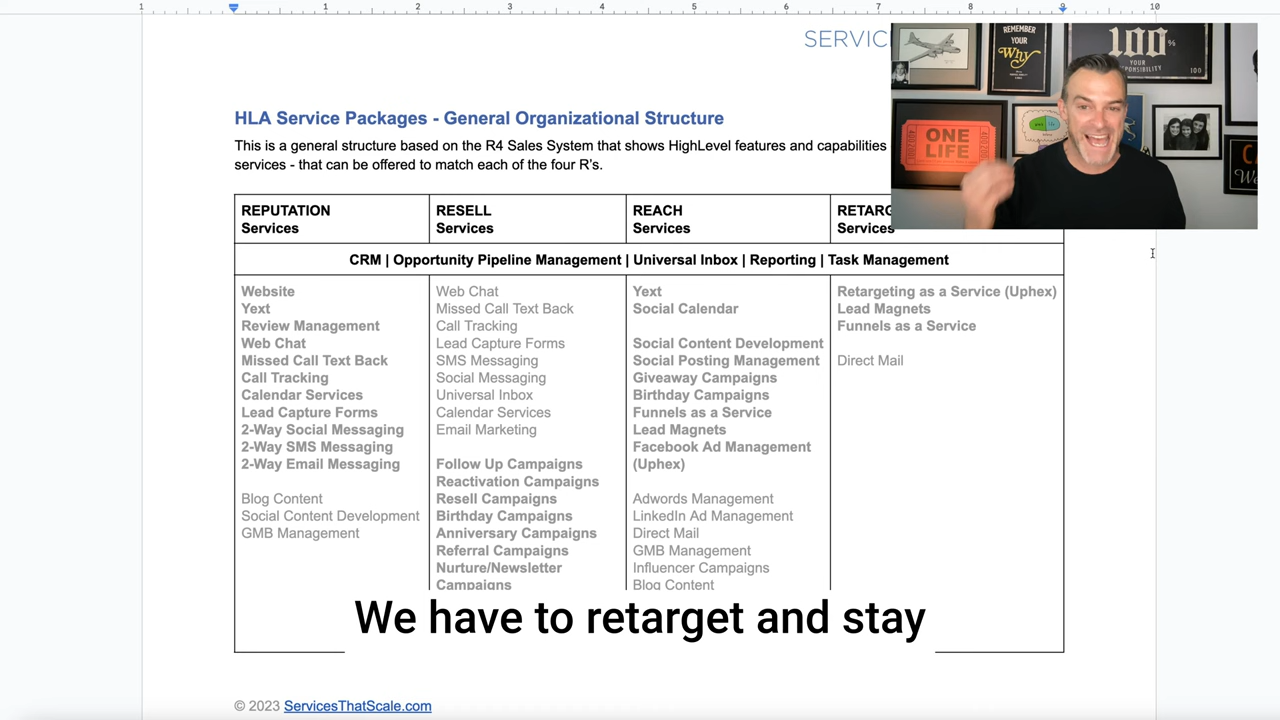 1 1 2 3 4 5 6 7 8 9 10
SERVIC
REMEMBER
YOUR
Why
100%
YOUR
RESPONSIBILITY
100
ONE
LIFE
HLA Service Packages - General Organizational Structure
This is a general structure based on the R4 Sales System that shows HighLevel features and capabilities
services - that can be offered to match each of the four R's.
REPUTATION
Services
RESELL
Services
REACH
Services
RETARG
Services
CRM | Opportunity Pipeline Management | Universal Inbox | Reporting | Task Management
Website
Yext
Review Management
Web Chat
Missed Call Text Back
Call Tracking
Calendar Services
Lead Capture Forms
2-Way Social Messaging
2-Way SMS Messaging
2-Way Email Messaging
Blog Content
Social Content Development
GMB Management
Web Chat
Missed Call Text Back
Call Tracking
Lead Capture Forms
SMS Messaging
Social Messaging
Universal Inbox
Calendar Services
Email Marketing
Follow Up Campaigns
Reactivation Campaigns
Resell Campaigns
Birthday Campaigns
Anniversary Campaigns
Referral Campaigns
Nurture/Newsletter
Campaigns
Yext
Social Calendar
Social Content Development
Social Posting Management
Giveaway Campaigns
Birthday Campaigns
Funnels as a Service
Lead Magnets
Facebook Ad Management
(Uphex)
Adwords Management
LinkedIn Ad Management
Direct Mail
GMB Management
Influencer Campaigns
Blog Content
Retargeting as a Service (Uphex)
Lead Magnets
Funnels as a Service
Direct Mail
We have to retarget and stay
© 2023 ServicesThatScale.com